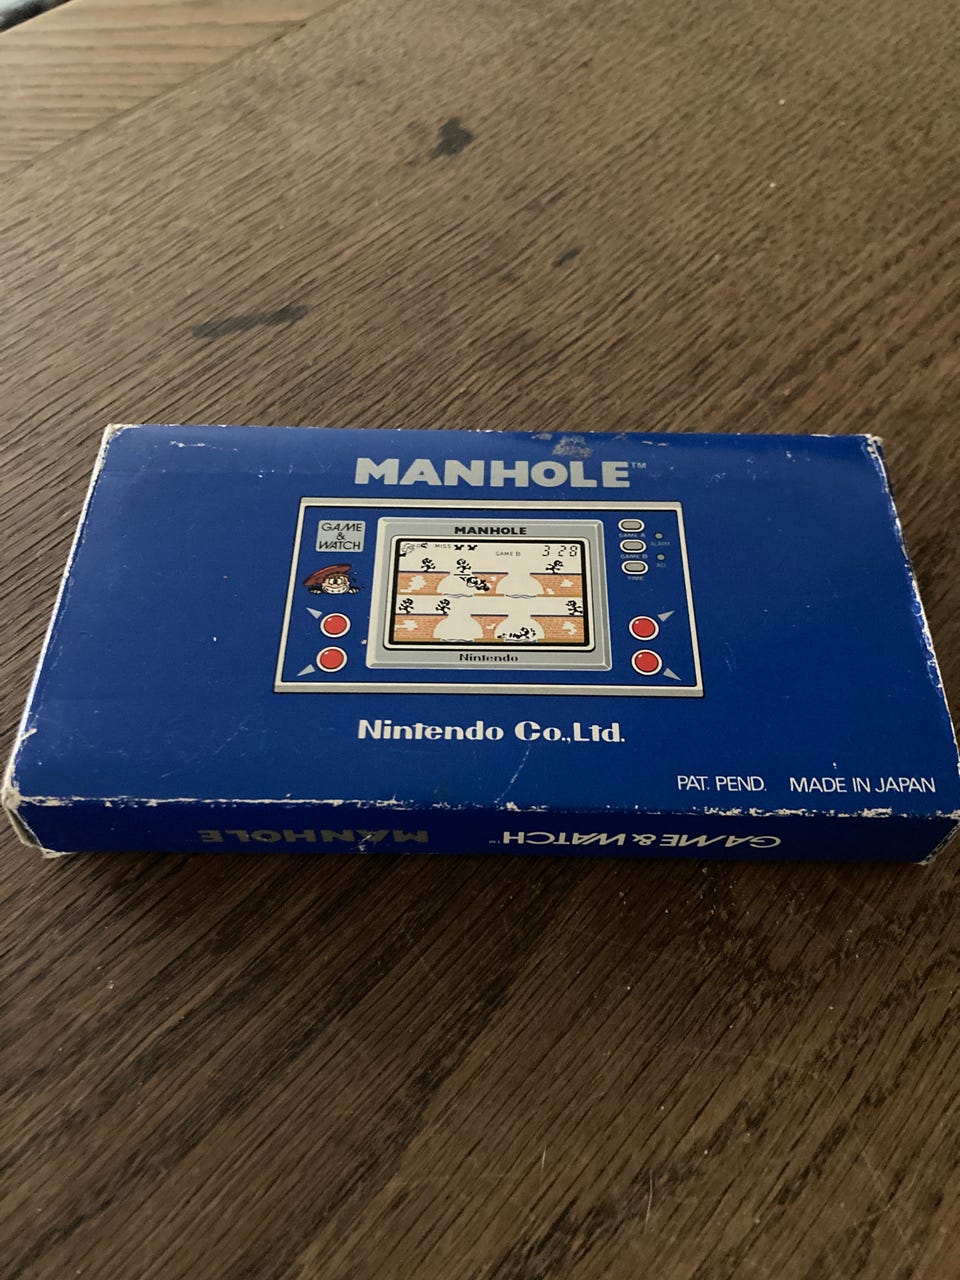 MANHOLE™
GAME
&
WATCH
MANHOLE
MISS
GAME B
3 28
Nintendo
GAME A
ALARM
GAME B
ACL
TIME
Nintendo Co.,Ltd.
PAT. PEND. MADE IN JAPAN
GAME & WATCH™ MANHOLE